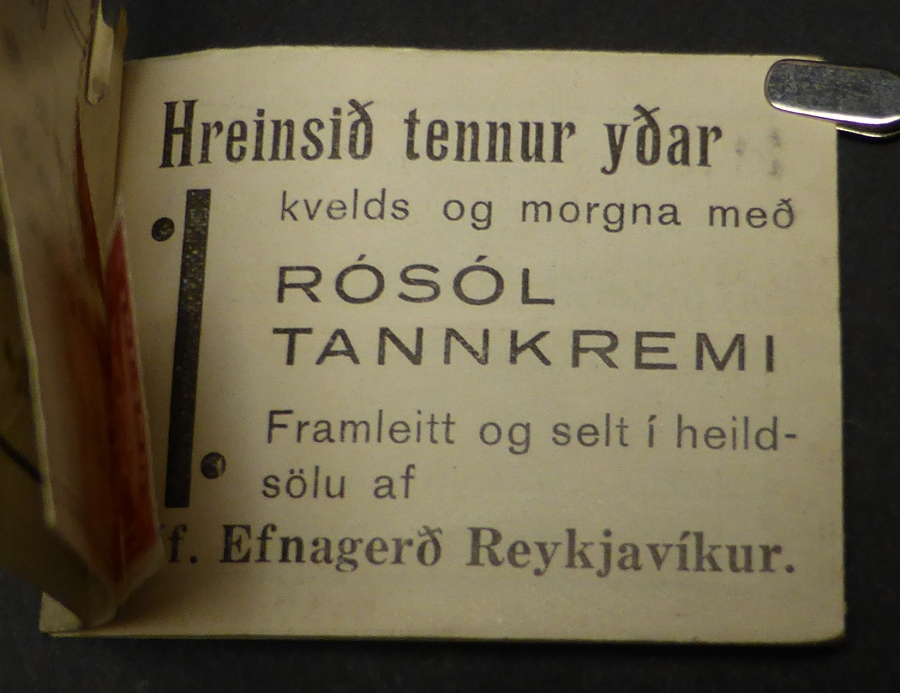 Hreinsið tennur yðar
kvelds og morgna með
RÓSÓL
TANNKREMI
Framleitt og selt í heild-
sölu af
f. Efnagerð Reykjavíkur.